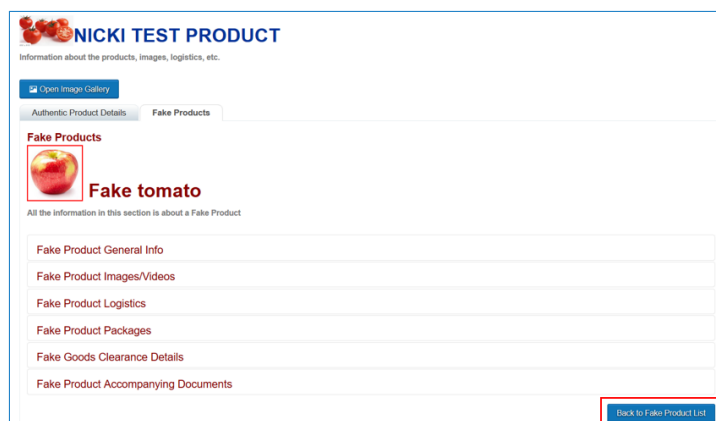 NICKI TEST PRODUCT
Information about the products, images, logistics, etc.
Open Image Gallery
Authentic Product Details Fake Products
Fake Products
Fake tomato
All the information in this section is about a Fake Product
Fake Product General Info
Fake Product Images/Videos
Fake Product Logistics
Fake Product Packages
Fake Goods Clearance Details
Fake Product Accompanying Documents
Back to Fake Product List